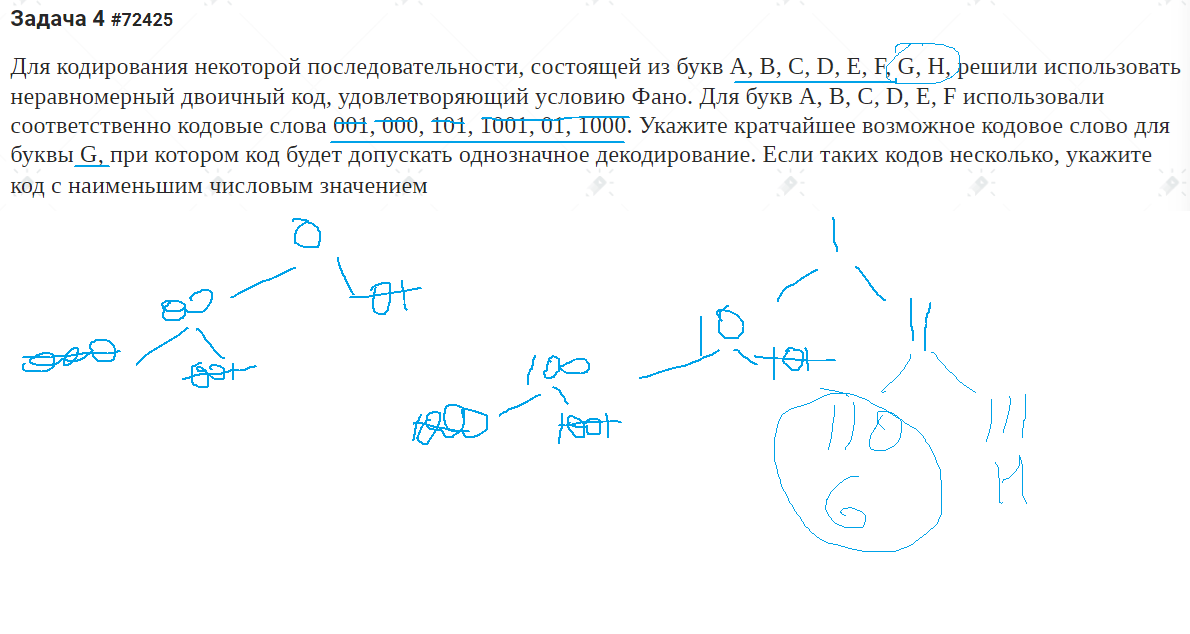 Задача 4 #72425
Для кодирования некоторой последовательности, состоящей из букв A, B, C, D, E, F, G, H, решили использовать
неравномерный двоичный код, удовлетворяющий условию Фано. Для букв A, B, C, D, E, F использовали
соответственно кодовые слова 001, 000, 101, 1001, 01, 1000. Укажите кратчайшее возможное кодовое слово для
буквы G, при котором код будет допускать однозначное декодирование. Если таких кодов несколько, укажите
код с наименьшим числовым значением
0 1
00 01 10 11
000 001 100 101
1000 1001 110 111
G H